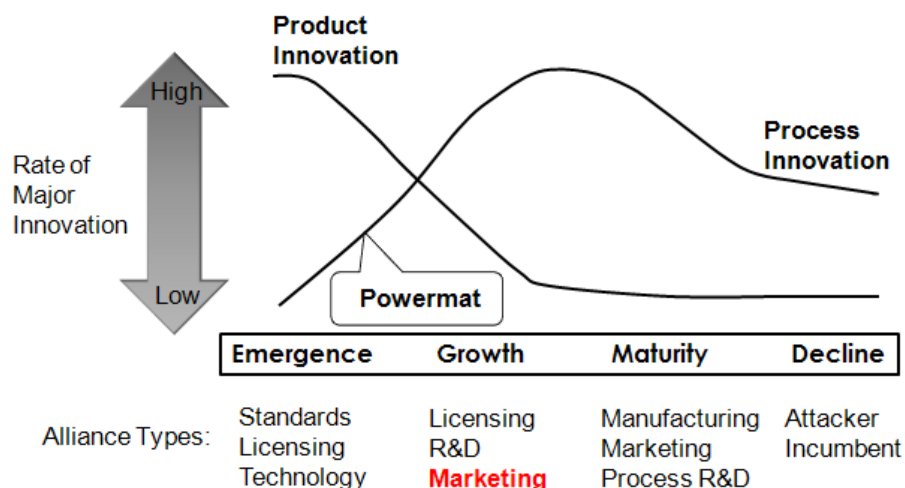 Product
Innovation
High
Process
Innovation
Rate of
Major
Innovation
Low
Powermat
Emergence Growth Maturity Decline
Alliance Types:
Standards
Licensing
Technology
Licensing
R&D
Marketing
Manufacturing
Marketing
Process R&D
Attacker
Incumbent